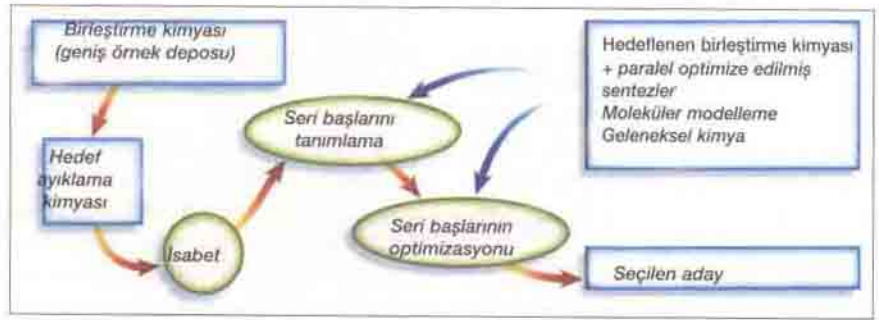 Birleştirme kimyası
(geniş örnek deposu)
Hedef
ayıklama
kimyası
İsabet
Seri başlarını
tanımlama
Seri başlarının
optimizasyonu
Hedeflenen birleştirme kimyası
+ paralel optimize edilmiş
sentezler
Moleküler modelleme
Geleneksel kimya
Seçilen aday